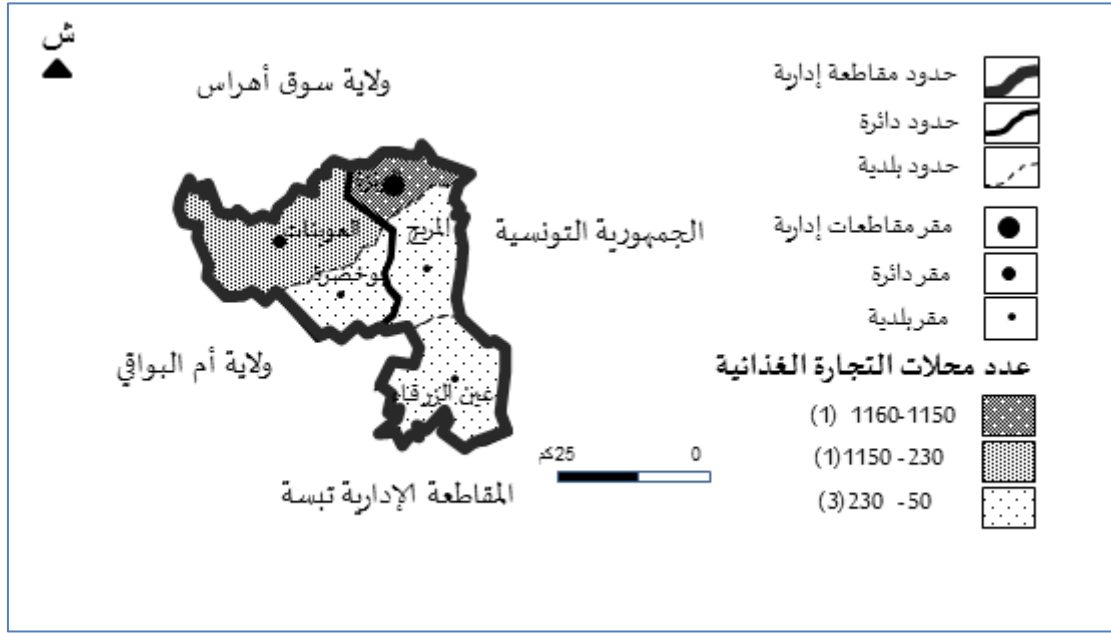 ش
ولاية سوق أهراس
العوينات
المريج
بوخضرة
عين الزرقاء
الجمهورية التونسية
ولاية أم البواقي
المقاطعة الإدارية تبسة
25كم 0
حدود مقاطعة إدارية
حدود دائرة
حدود بلدية
مقر مقاطعات إدارية
مقر دائرة
مقر بلدية
عدد محلات التجارة الغذائية
1160-1150 (1)
1150 -230 (1)
230 -50 (3)